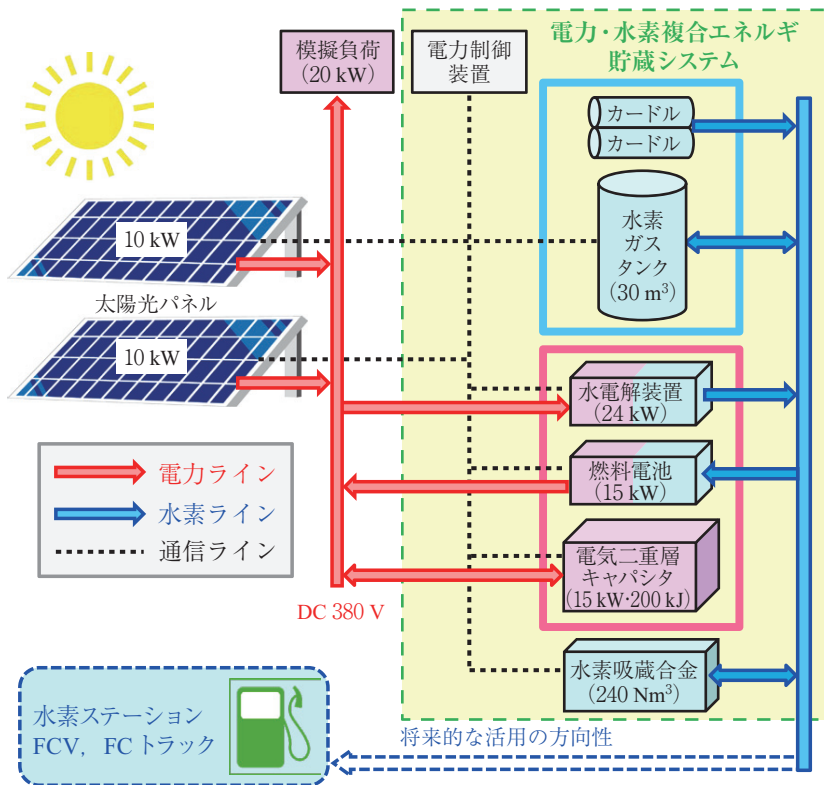 模擬負荷
(20 kW)
電力制御
装置
電力・水素複合エネルギ
貯蔵システム
カードル
カードル
水素
ガス
タンク
(30 m³)
10 kW
太陽光パネル
10 kW
水電解装置
(24 kW)
燃料電池
(15 kW)
電気二重層
キャパシタ
(15 kW·200 kJ)
水素吸蔵合金
(240 Nm³)
電力ライン
水素ライン
通信ライン
DC 380 V
水素ステーション
FCV, FCトラック
将来的な活用の方向性